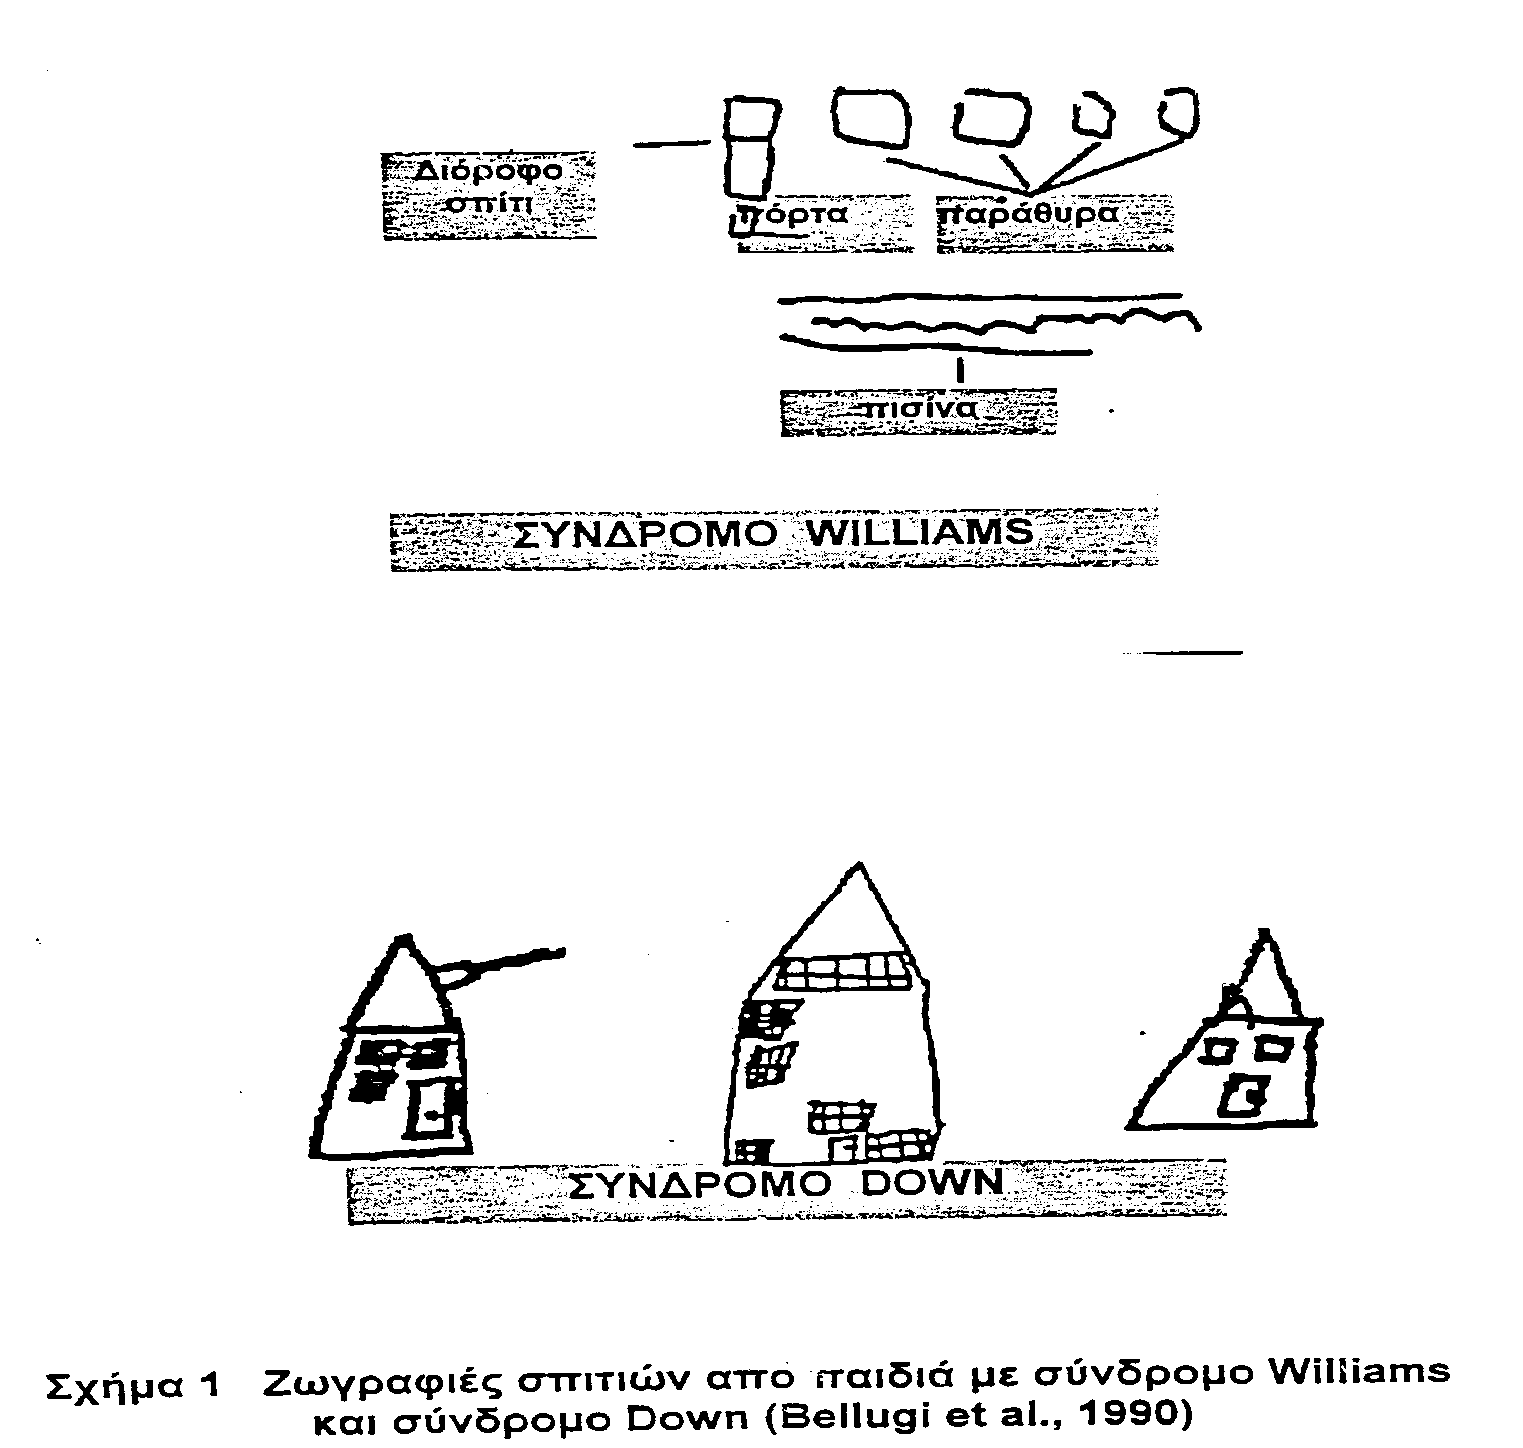 Διόροφο
σπίτι
πόρτα
παράθυρα
πισίνα
ΣΥΝΔΡΟΜΟ WILLIAMS
ΣΥΝΔΡΟΜΟ DOWN
Σχήμα 1 Ζωγραφιές σπιτιών απο παιδιά με σύνδρομο Williams
και σύνδρομο Down (Bellugi et al., 1990)